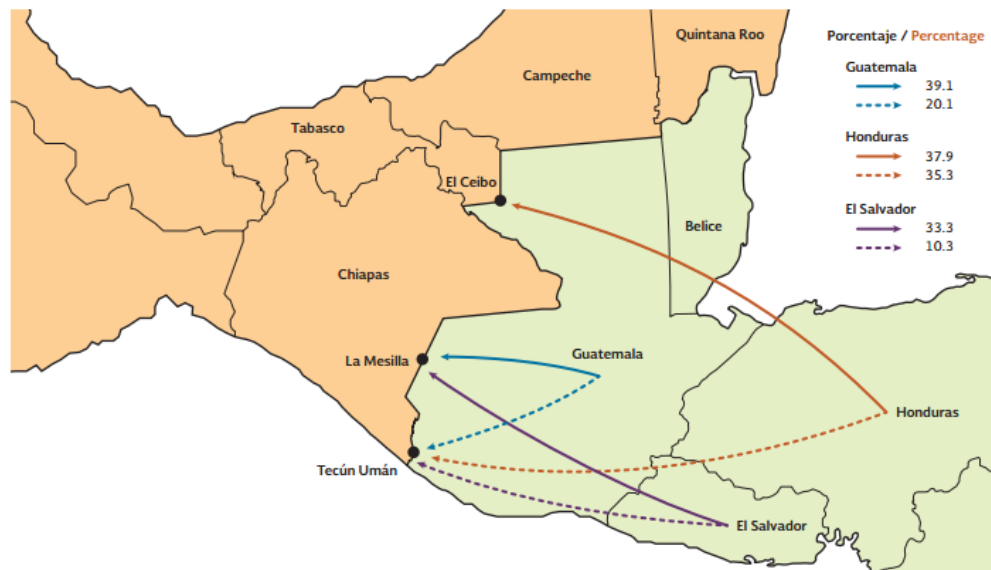 Quintana Roo
Campeche
Tabasco
El Ceibo
Belice
Chiapas
La Mesilla
Guatemala
Honduras
Tecún Umán
El Salvador
Porcentaje / Percentage
Guatemala
39.1
20.1
Honduras
37.9
35.3
El Salvador
33.3
10.3